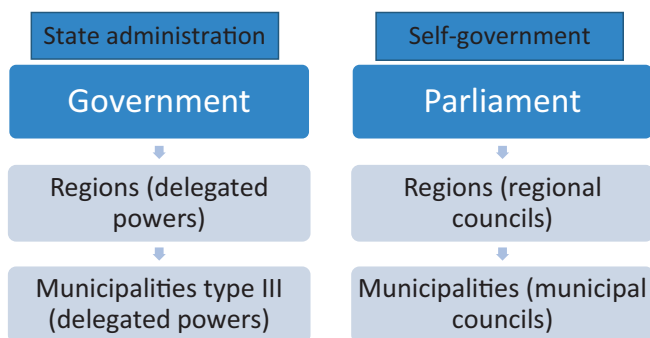 State administration
Government
Regions (delegated
powers)
Municipalities type III
(delegated powers)
Self-government
Parliament
Regions (regional
councils)
Municipalities (municipal
councils)